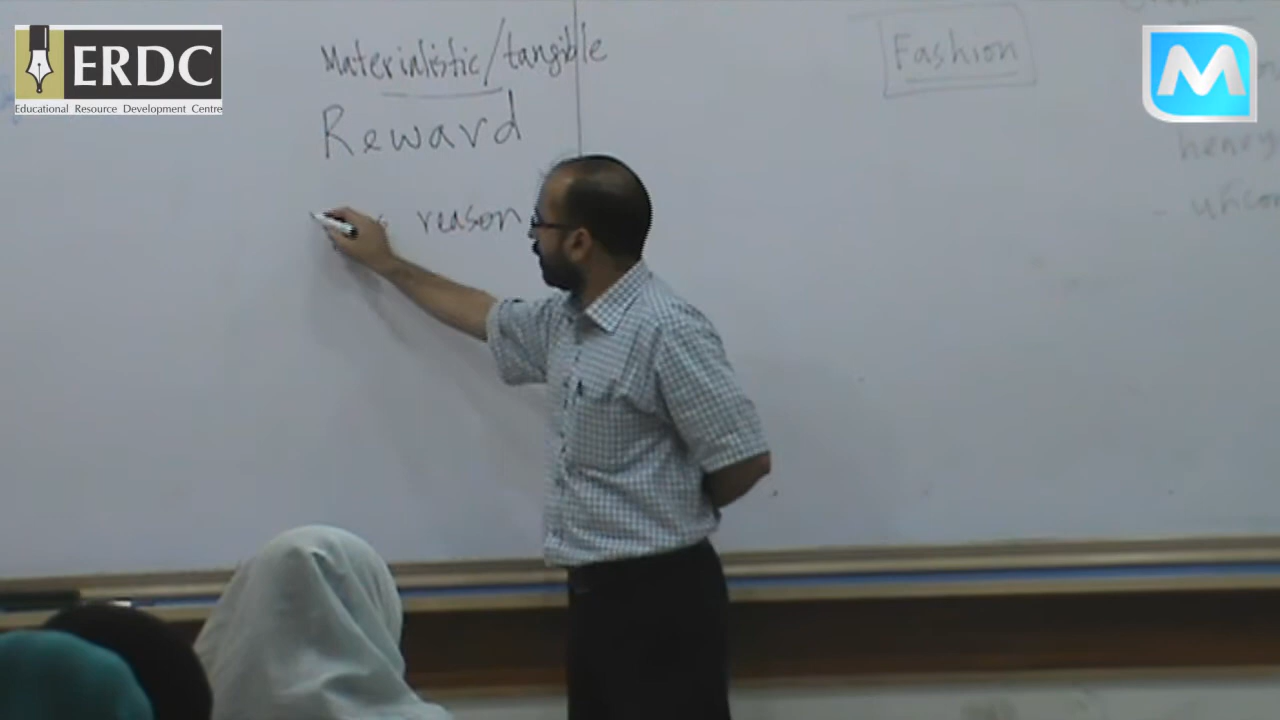 ERDC
Educational Resource Development Centre
Materialistic/tangible
Reward
reason
Fashion
M